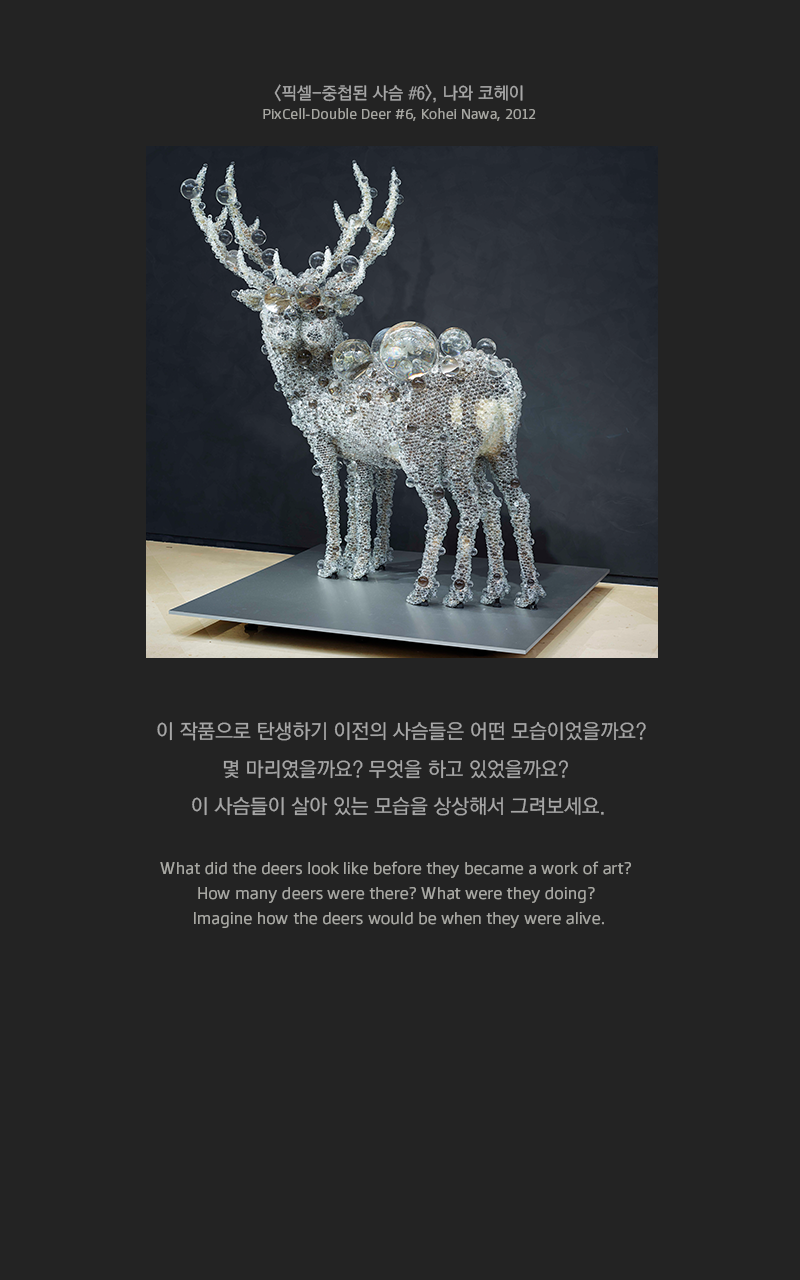 〈픽셀-중첩된 사슴 #6〉, 나와 코헤이
PixCell-Double Deer #6, Kohei Nawa, 2012
이 작품으로 탄생하기 이전의 사슴들은 어떤 모습이었을까요?
몇 마리였을까요? 무엇을 하고 있었을까요?
이 사슴들이 살아 있는 모습을 상상해서 그려보세요.
What did the deers look like before they became a work of art?
How many deers were there? What were they doing?
Imagine how the deers would be when they were alive.